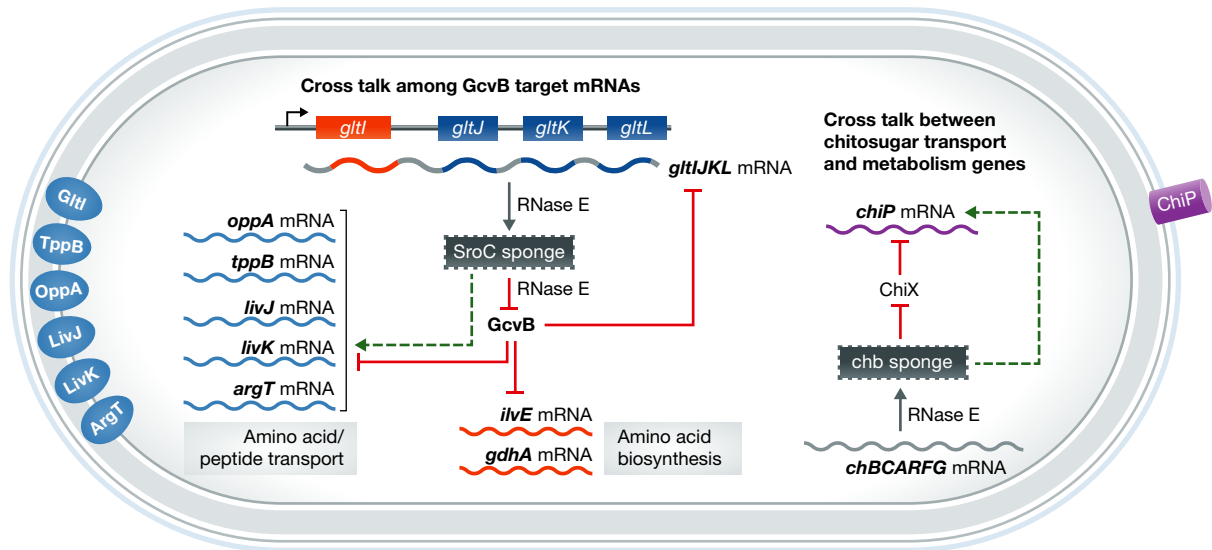 Cross talk among GcvB target mRNAs
gltI
gltJ
gltK
gltL
gltIJKL mRNA
RNase E
SroC sponge
RNase E
GcvB
oppA mRNA
tppB mRNA
livJ mRNA
livK mRNA
argT mRNA
Amino acid/
peptide transport
ilvE mRNA
gdhA mRNA
Amino acid
biosynthesis
GltI
TppB
OppA
LivJ
LivK
ArgT
Cross talk between
chitosugar transport
and metabolism genes
chiP mRNA
ChiX
chb sponge
RNase E
chBCARFG mRNA
ChiP